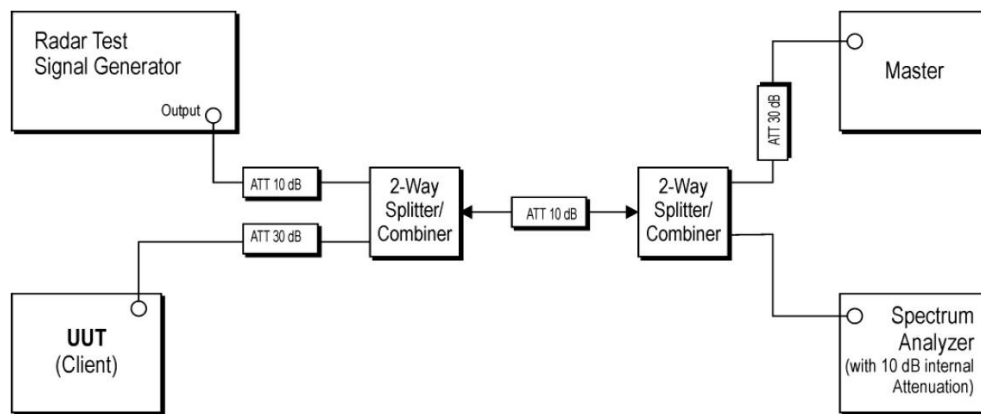 Radar Test
Signal Generator
Output
Master
ATT 30 dB
ATT 10 dB
2-Way
Splitter/
Combiner
ATT 10 dB
2-Way
Splitter/
Combiner
ATT 30 dB
UUT
(Client)
Spectrum
Analyzer
(with 10 dB internal
Attenuation)